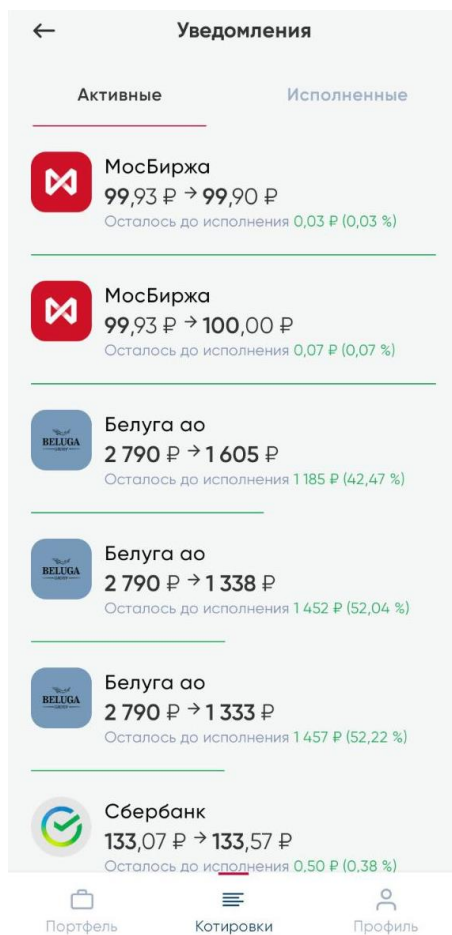 Уведомления
Активные
Исполненные
МосБиржа
99,93 ₽ → 99,90 ₽
Осталось до исполнения 0,03 ₽ (0,03 %)
МосБиржа
99,93 ₽ → 100,00 ₽
Осталось до исполнения 0,07 ₽ (0,07 %)
BELUGA
Белуга ао
2 790 ₽ → 1 605 ₽
Осталось до исполнения 1 185 ₽ (42,47 %)
BELUGA
Белуга ао
2 790 ₽ → 1 338 ₽
Осталось до исполнения 1 452 ₽ (52,04 %)
BELUGA
Белуга ао
2 790 ₽ → 1 333 ₽
Осталось до исполнения 1 457 ₽ (52,22 %)
Сбербанк
133,07 ₽ → 133,57 ₽
Осталось до исполнения 0,50 ₽ (0,38 %)
Портфель
Котировки
Профиль